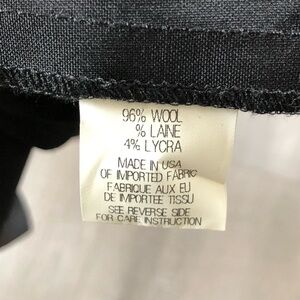 96% WOOL
% LAINE
4% LYCRA
MADE IN USA
OF IMPORTED FABRIC
FABRIQUE AUX EU
DE IMPORTEE TISSU
SEE REVERSE SIDE
FOR CARE INSTRUCTION